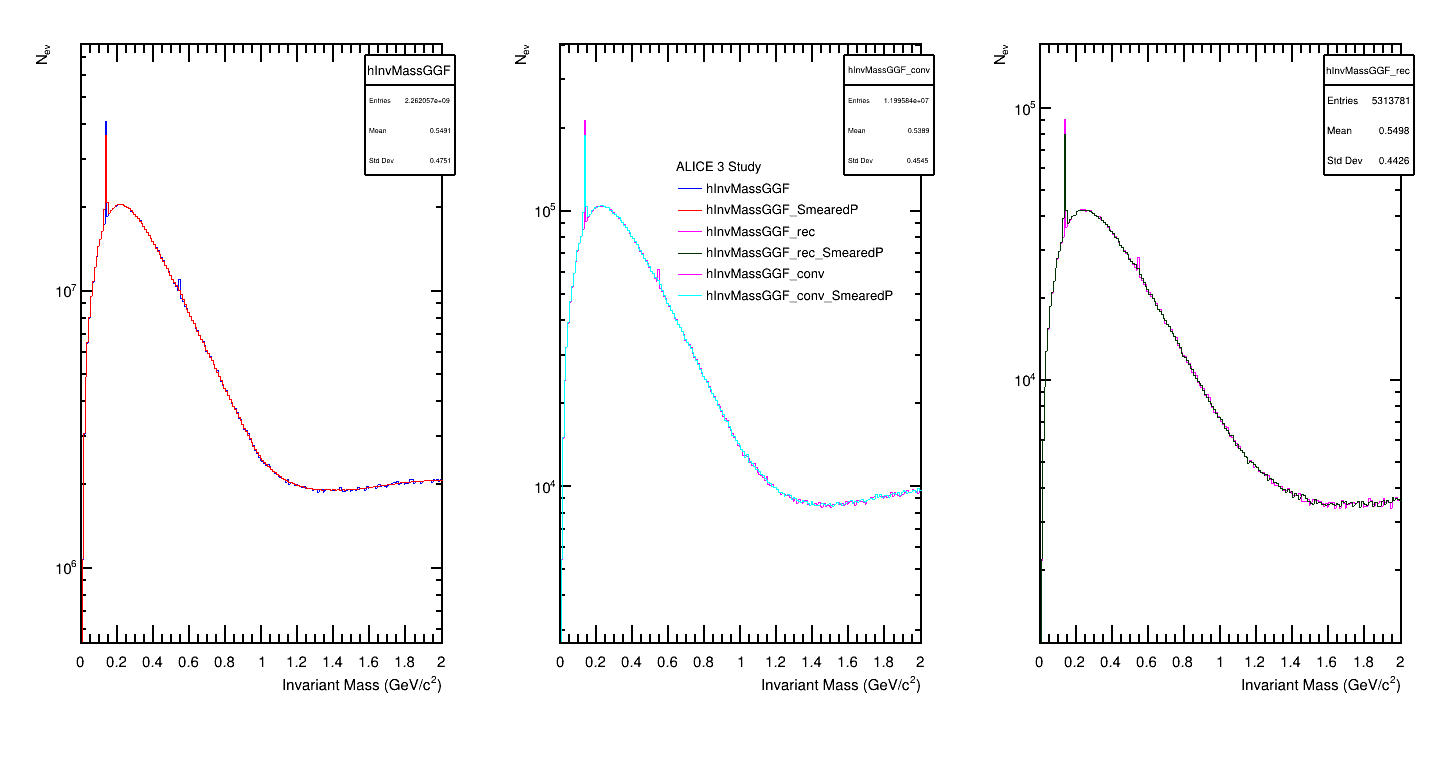 N_ev
hInvMassGGF
Entries 2.262057e+09
Mean 0.5491
Std Dev 0.4751
10^7
10^6
0 0.2 0.4 0.6 0.8 1 1.2 1.4 1.6 1.8 2
Invariant Mass (GeV/c^2)
N_ev
hInvMassGGF_conv
Entries 1.199584e+07
Mean 0.5389
Std Dev 0.4545
ALICE 3 Study
hInvMassGGF
hInvMassGGF_SmearedP
hInvMassGGF_rec
hInvMassGGF_rec_SmearedP
hInvMassGGF_conv
hInvMassGGF_conv_SmearedP
10^5
10^4
0 0.2 0.4 0.6 0.8 1 1.2 1.4 1.6 1.8 2
Invariant Mass (GeV/c^2)
N_ev
hInvMassGGF_rec
Entries 5313781
Mean 0.5498
Std Dev 0.4426
10^5
10^4
0 0.2 0.4 0.6 0.8 1 1.2 1.4 1.6 1.8 2
Invariant Mass (GeV/c^2)